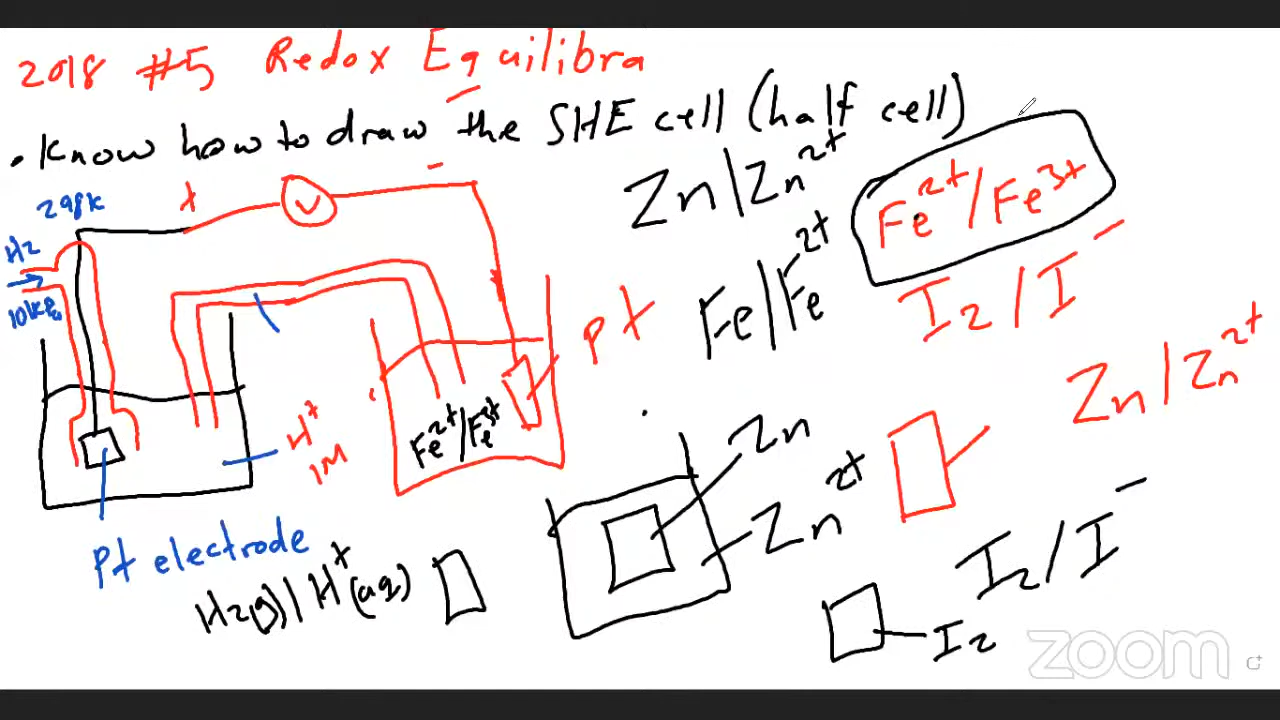 2018 #5 Redox Equilibra
• Know how to draw the SHE cell (half cell)
298K
+
V
-
Zn | Zn²⁺
Fe²⁺/Fe³⁺
H2
101KPa
Fe | Fe²⁺
I₂ / I⁻
pt
Zn | Zn²⁺
H⁺
1M
Fe²⁺/Fe³⁺
Zn
Zn²⁺
Pt electrode
H₂(g) | H⁺(aq)
I₂ / I⁻
I₂
zoom